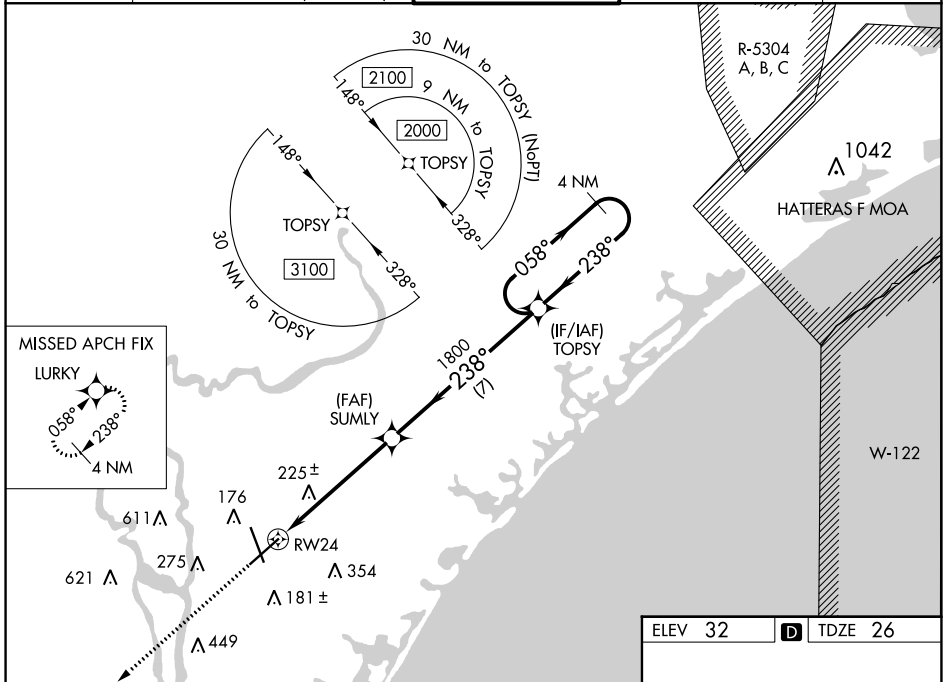 30 NM to TOPSY (NoPT)
2100
148°
9 NM to TOPSY
2000
TOPSY
328°
R-5304
A, B, C
1042
HATTERAS F MOA
148°
TOPSY
328°
3100
30 NM to TOPSY
4 NM
058°
238°
(IF/IAF)
TOPSY
1800
238°
(7)
MISSED APCH FIX
LURKY
058°
238°
4 NM
(FAF)
SUMLY
W-122
225±
176
611
RW24
275
354
621
181±
449
ELEV 32
D
TDZE 26